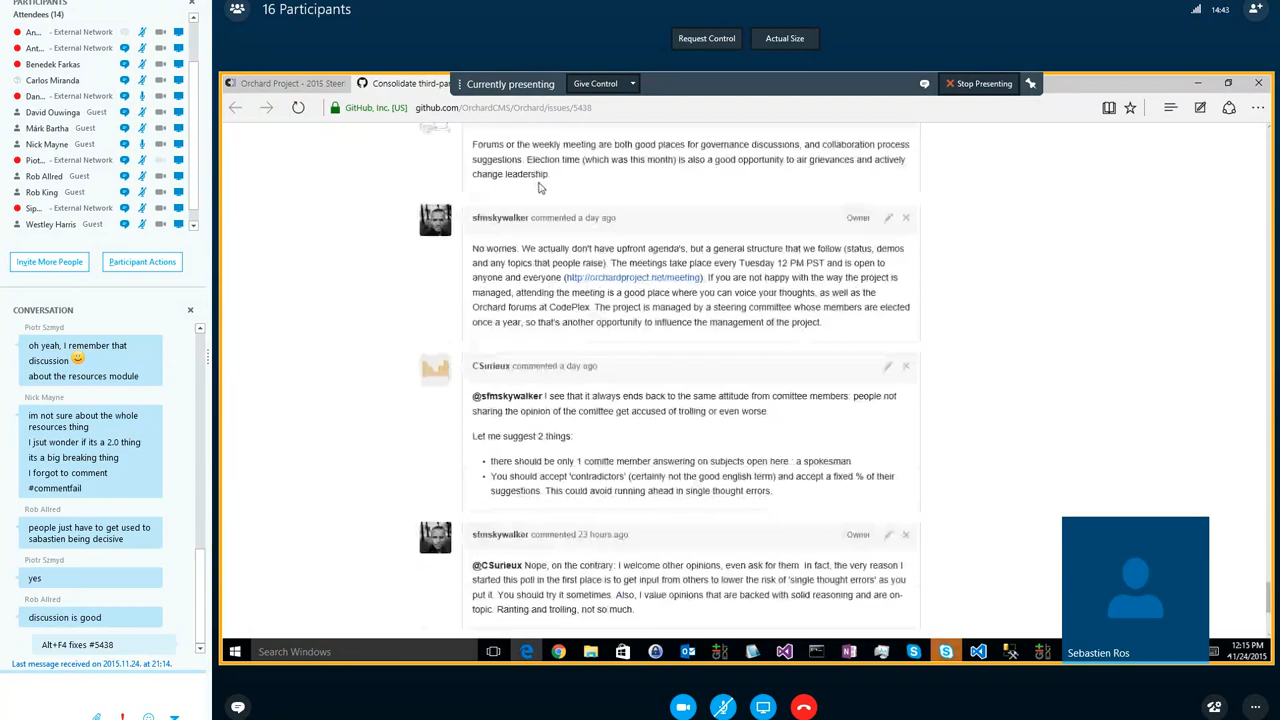 PARTICIPANTS
Attendees (14)
An... - External Network
Ant... - External Network
Benedek Farkas
Carlos Miranda
Dan... - External Network
David Ouwinga Guest
Márk Bartha Guest
Nick Mayne Guest
Piot... - External Network
Rob Allred Guest
Rob King Guest
Sip... - External Network
Westley Harris Guest
Invite More People
Participant Actions
CONVERSATION
Piotr Szmyd
oh yeah, I remember that
discussion
about the resources module
Nick Mayne
im not sure about the whole
resources thing
I jsut wonder if its a 2.0 thing
its a big breaking thing
I forgot to comment
#commentfail
Rob Allred
people just have to get used to
sabastien being decisive
Piotr Szmyd
yes
Rob Allred
discussion is good
Alt+F4 fixes #5438
Last message received on 2015.11.24. at 21:14.
16 Participants
14:43
Request Control
Actual Size
Orchard Project - 2015 Steeri
Consolidate third-pa
Currently presenting
Give Control
Stop Presenting
GitHub, Inc. [US] github.com/OrchardCMS/Orchard/issues/5438
Forums or the weekly meeting are both good places for governance discussions, and collaboration process
suggestions. Election time (which was this month) is also a good opportunity to air grievances and actively
change leadership.
sfmskywalker commented a day ago
Owner
No worries. We actually don't have upfront agenda's, but a general structure that we follow (status, demos
and any topics that people raise). The meetings take place every Tuesday 12 PM PST and is open to
anyone and everyone (http://orchardproject.net/meeting). If you are not happy with the way the project is
managed, attending the meeting is a good place where you can voice your thoughts, as well as the
Orchard forums at CodePlex. The project is managed by a steering committee whose members are elected
once a year, so that's another opportunity to influence the management of the project.
CSurieux commented a day ago
@sfmskywalker I see that it always ends back to the same attitude from comittee members: people not
sharing the opinion of the comittee get accused of trolling or even worse.
Let me suggest 2 things:
• there should be only 1 comitte member answering on subjects open here.: a spokesman
• You should accept 'contradictors' (certainly not the good english term) and accept a fixed % of their
suggestions. This could avoid running ahead in single thought errors.
sfmskywalker commented 23 hours ago
Owner
@CSurieux Nope, on the contrary: I welcome other opinions, even ask for them. In fact, the very reason I
started this poll in the first place is to get input from others to lower the risk of 'single thought errors' as you
put it. You should try it sometimes. Also, I value opinions that are backed with solid reasoning and are on-
topic. Ranting and trolling, not so much.
Sebastien Ros
Search Windows
12:15 PM
11/24/2015